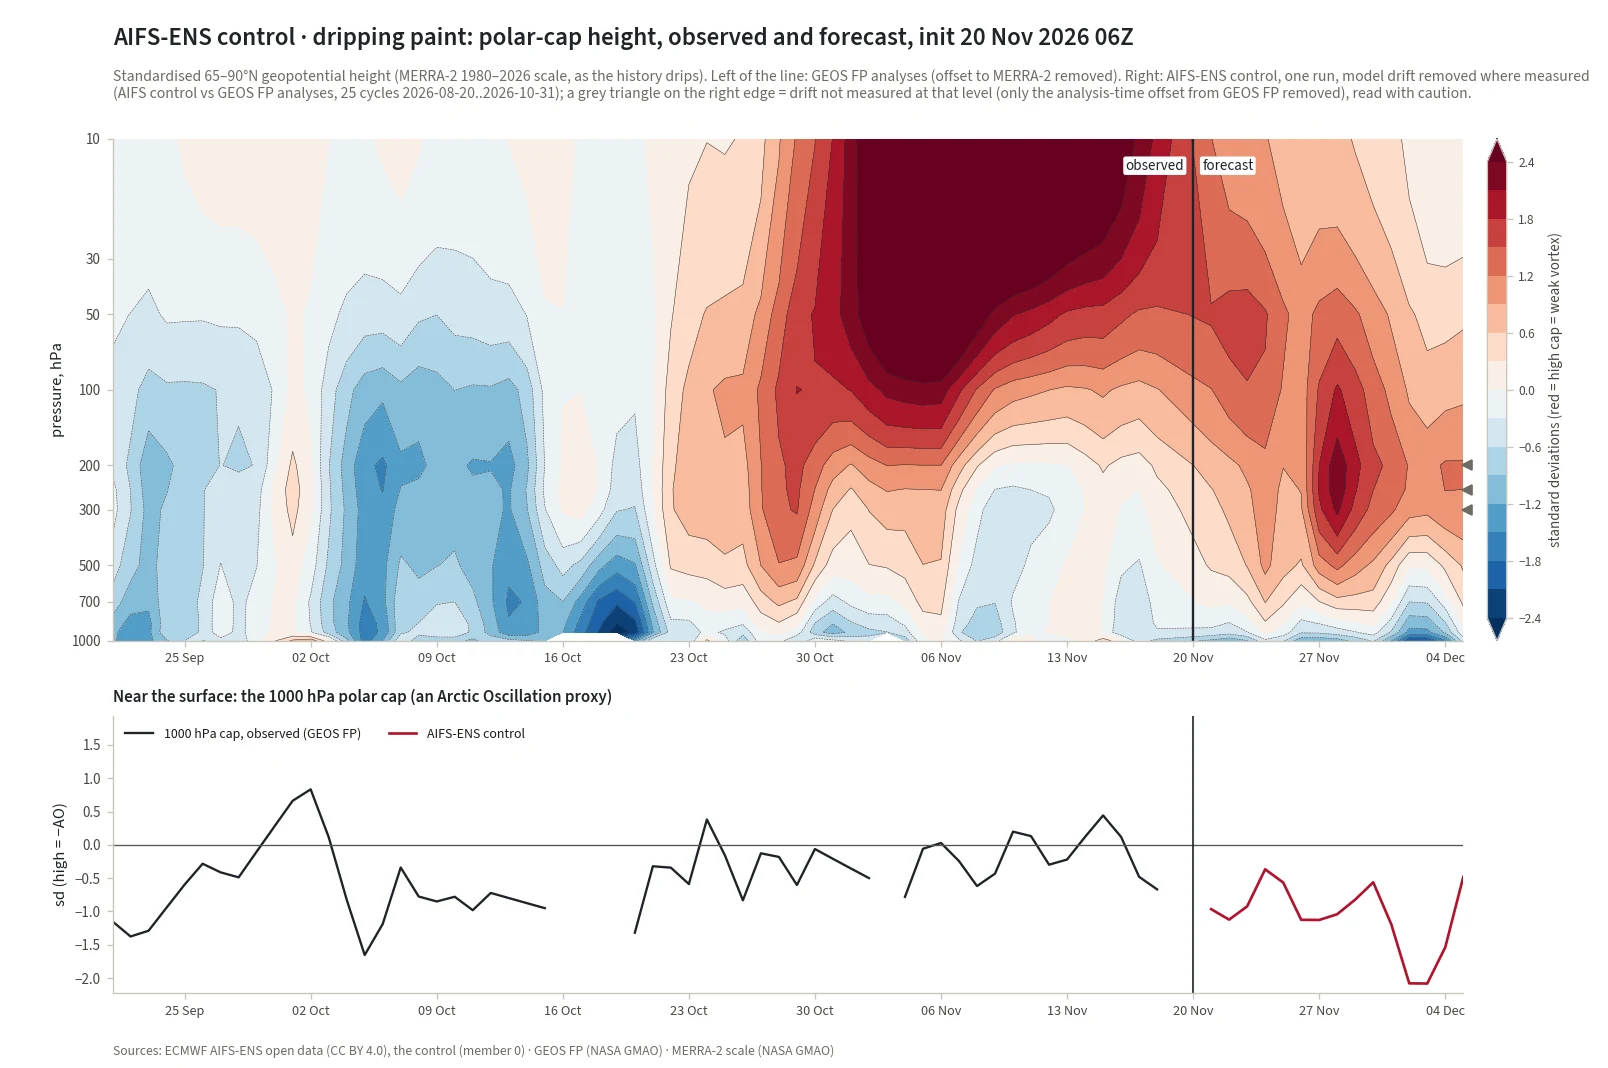 AIFS-ENS control · dripping paint: polar-cap height, observed and forecast, init 20 Nov 2026 06Z
Standardised 65–90°N geopotential height (MERRA-2 1980–2026 scale, as the history drips). Left of the line: GEOS FP analyses (offset to MERRA-2 removed). Right: AIFS-ENS control, one run, model drift removed where measured
(AIFS control vs GEOS FP analyses, 25 cycles 2026-08-20..2026-10-31); a grey triangle on the right edge = drift not measured at that level (only the analysis-time offset from GEOS FP removed), read with caution.
pressure, hPa
10
30
50
100
200
300
500
700
1000
observed
forecast
25 Sep
02 Oct
09 Oct
16 Oct
23 Oct
30 Oct
06 Nov
13 Nov
20 Nov
27 Nov
04 Dec
2.4
1.8
1.2
0.6
0.0
−0.6
−1.2
−1.8
−2.4
standard deviations (red = high cap = weak vortex)
Near the surface: the 1000 hPa polar cap (an Arctic Oscillation proxy)
1000 hPa cap, observed (GEOS FP)
AIFS-ENS control
sd (high = −AO)
1.5
1.0
0.5
0.0
−0.5
−1.0
−1.5
−2.0
25 Sep
02 Oct
09 Oct
16 Oct
23 Oct
30 Oct
06 Nov
13 Nov
20 Nov
27 Nov
04 Dec
Sources: ECMWF AIFS-ENS open data (CC BY 4.0), the control (member 0) · GEOS FP (NASA GMAO) · MERRA-2 scale (NASA GMAO)